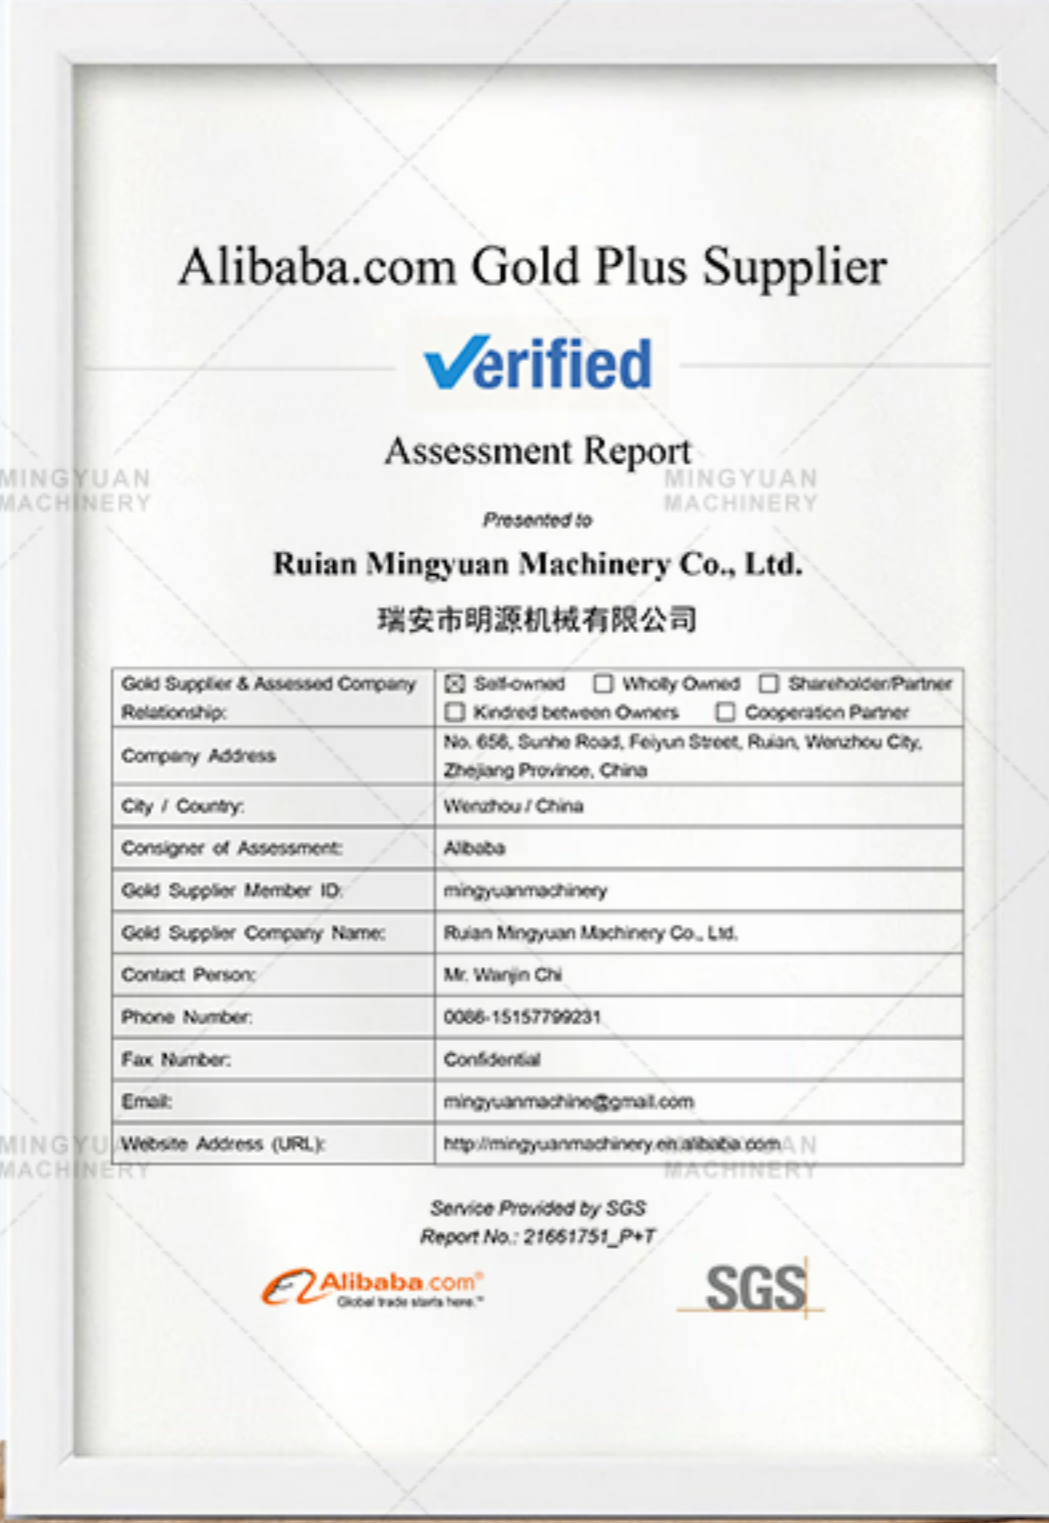 Alibaba.com Gold Plus Supplier
Verified
Assessment Report
MINGYUAN
MACHINERY
MINGYUAN
MACHINERY
Presented to
Ruian Mingyuan Machinery Co., Ltd.
瑞安市明源机械有限公司
Gold Supplier & Assessed Company Relationship: ☒ Self-owned ☐ Wholly Owned ☐ Shareholder/Partner
☐ Kindred between Owners ☐ Cooperation Partner
Company Address No. 656, Sunhe Road, Feiyun Street, Ruian, Wenzhou City,
Zhejiang Province, China
City / Country: Wenzhou / China
Consigner of Assessment: Alibaba
Gold Supplier Member ID: mingyuanmachinery
Gold Supplier Company Name: Ruian Mingyuan Machinery Co., Ltd.
Contact Person: Mr. Wanjin Chi
Phone Number: 0086-15157799231
Fax Number: Confidential
Email: mingyuanmachine@gmail.com
Website Address (URL): http://mingyuanmachinery.en.alibaba.com
MINGYUAN
MACHINERY
MINGYUAN
MACHINERY
Service Provided by SGS
Report No.: 21661751_P+T
Alibaba.com®
Global trade starts here.™
SGS